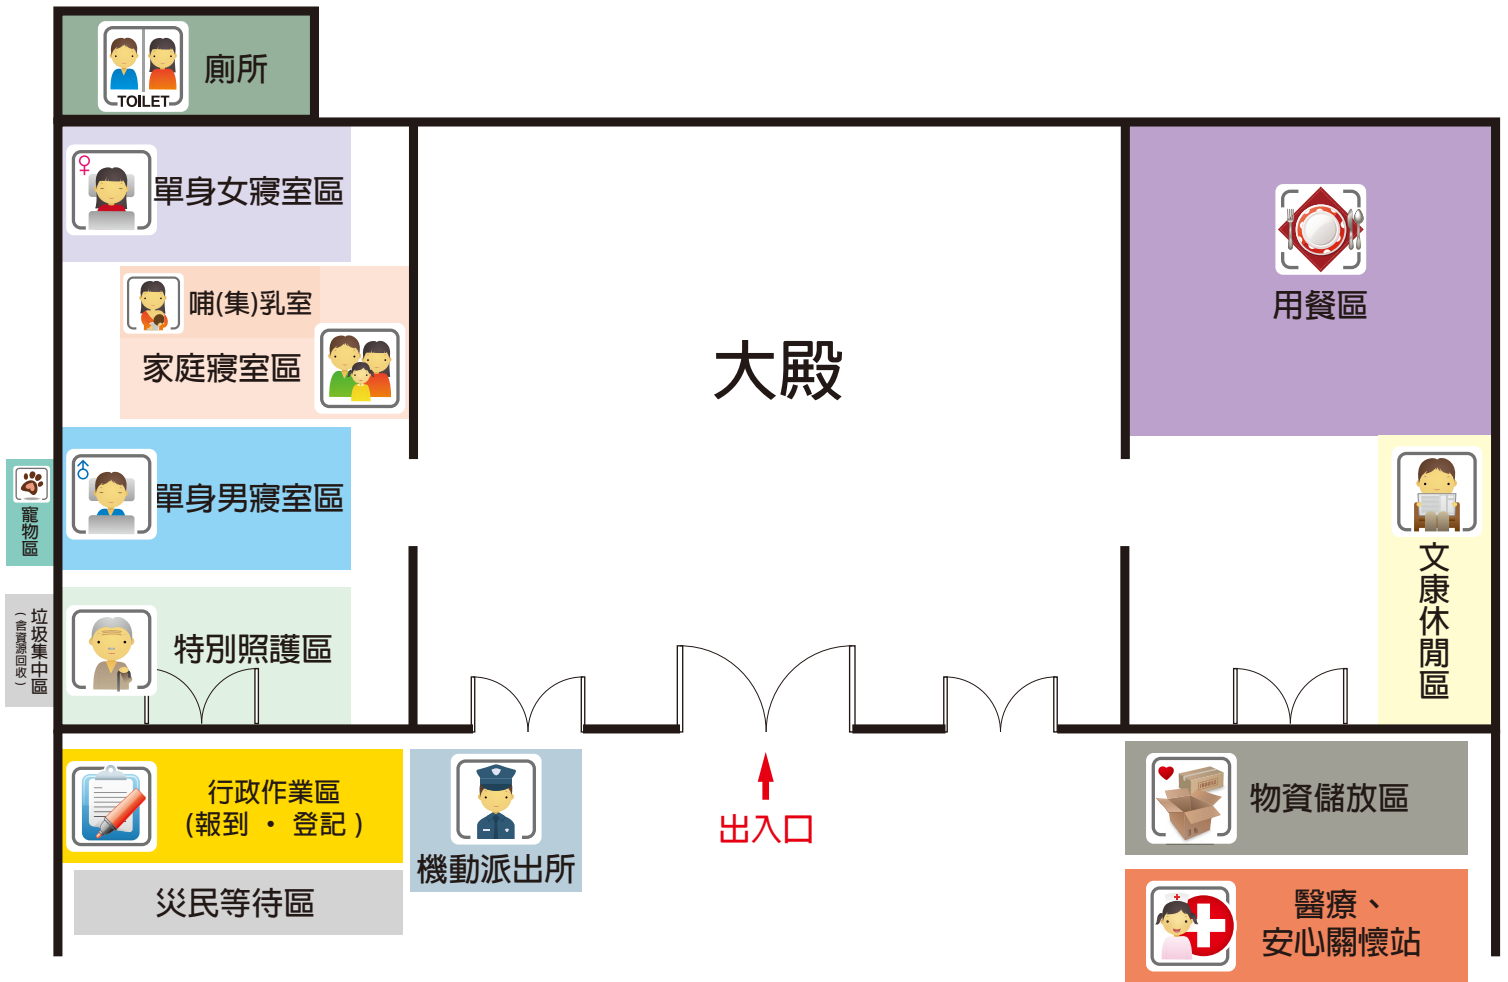 TOILET
廁所
單身女寢室區
哺(集)乳室
家庭寢室區
大殿
用餐區
單身男寢室區
寵物區
文康休閒區
垃圾集中區
(含資源回收)
特別照護區
行政作業區
(報到 ‧ 登記)
機動派出所
出入口
物資儲放區
災民等待區
醫療、
安心關懷站